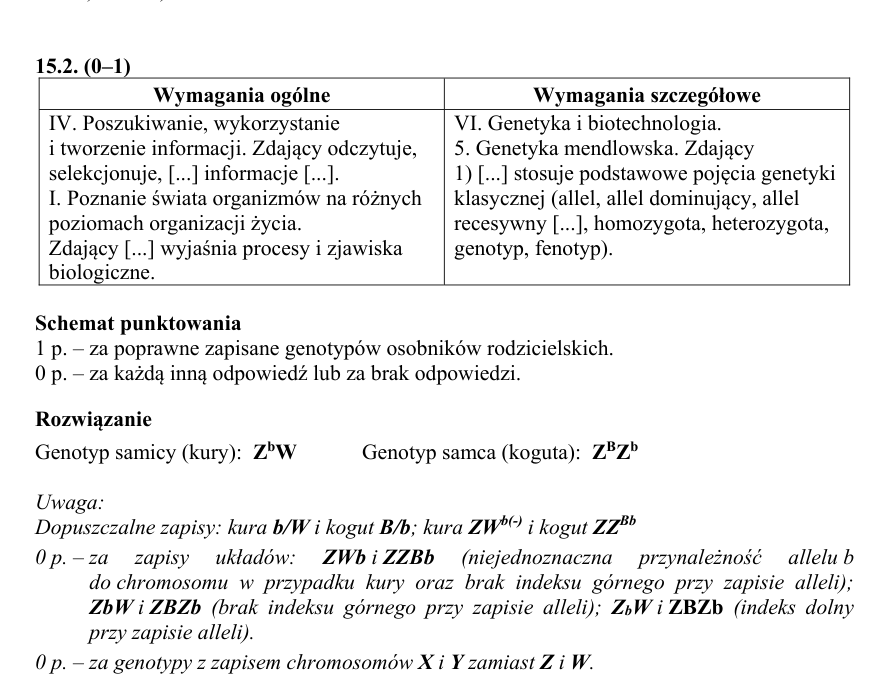 15.2. (0–1)
Wymagania ogólne
Wymagania szczegółowe
IV. Poszukiwanie, wykorzystanie
i tworzenie informacji. Zdający odczytuje,
selekcjonuje, [...] informacje [...].
I. Poznanie świata organizmów na różnych
poziomach organizacji życia.
Zdający [...] wyjaśnia procesy i zjawiska
biologiczne.
VI. Genetyka i biotechnologia.
5. Genetyka mendlowska. Zdający
1) [...] stosuje podstawowe pojęcia genetyki
klasycznej (allel, allel dominujący, allel
recesywny [...], homozygota, heterozygota,
genotyp, fenotyp).
Schemat punktowania
1 p. – za poprawne zapisane genotypów osobników rodzicielskich.
0 p. – za każdą inną odpowiedź lub za brak odpowiedzi.
Rozwiązanie
Genotyp samicy (kury): ZᵇW Genotyp samca (koguta): ZᴮZᵇ
Uwaga:
Dopuszczalne zapisy: kura b/W i kogut B/b; kura ZWᵇ⁽⁻⁾ i kogut ZZᴮᵇ
0 p. – za zapisy układów: ZWb i ZZBb (niejednoznaczna przynależność allelu b
do chromosomu w przypadku kury oraz brak indeksu górnego przy zapisie alleli);
ZbW i ZBZb (brak indeksu górnego przy zapisie alleli); Z<sub>b</sub>W i ZBZb (indeks dolny
przy zapisie alleli).
0 p. – za genotypy z zapisem chromosomów X i Y zamiast Z i W.